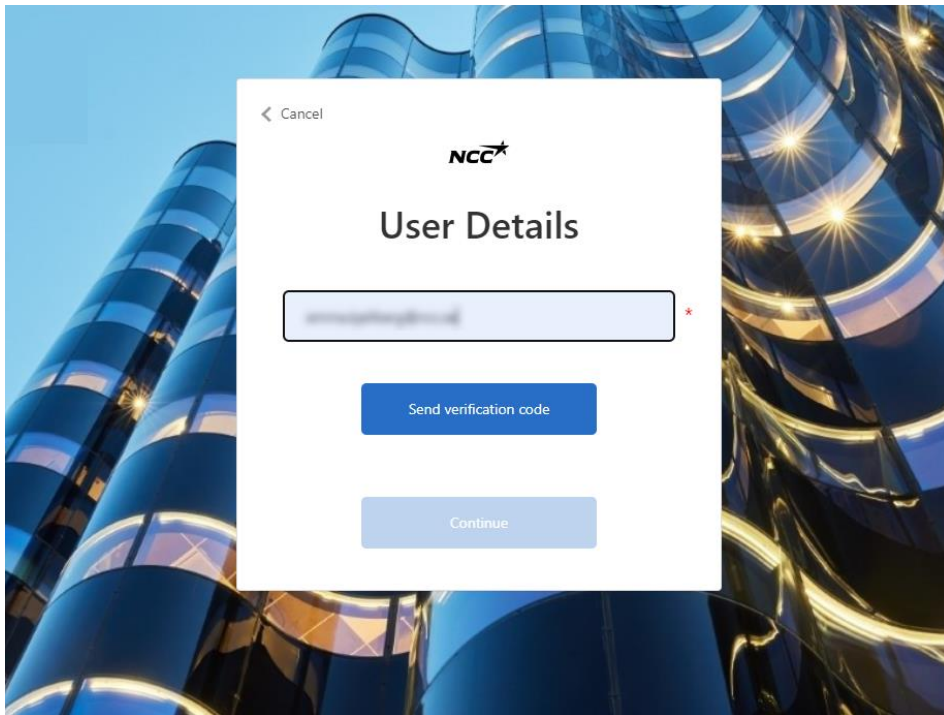 Cancel
NCC
User Details
*
Send verification code
Continue